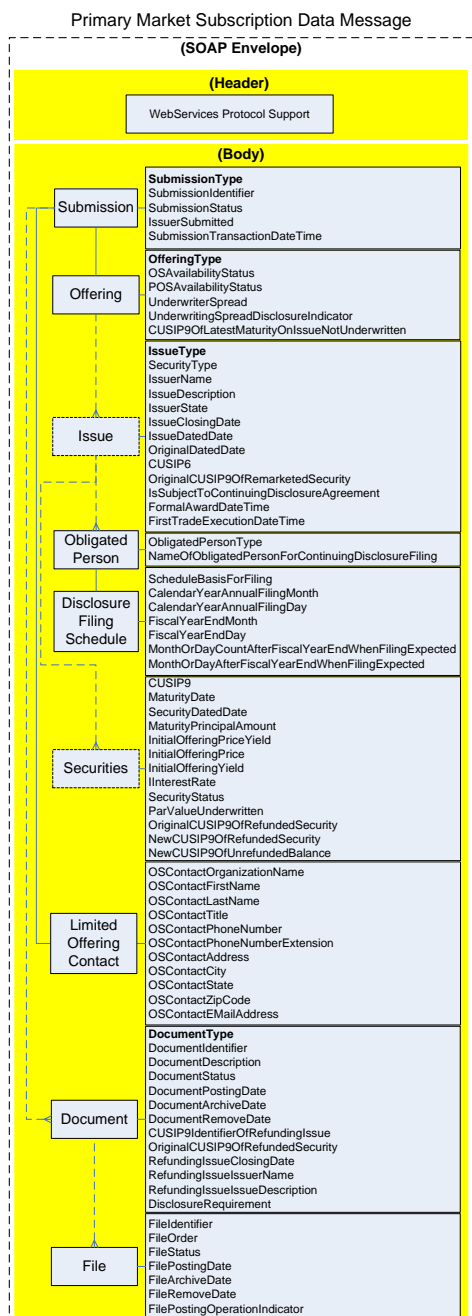 Primary Market Subscription Data Message
(SOAP Envelope)
(Header)
WebServices Protocol Support
(Body)
Submission
SubmissionType
SubmissionIdentifier
SubmissionStatus
IssuerSubmitted
SubmissionTransactionDateTime
Offering
OfferingType
OSAvailabilityStatus
POSAvailabilityStatus
UnderwriterSpread
UnderwritingSpreadDisclosureIndicator
CUSIP9OfLatestMaturityOnIssueNotUnderwritten
Issue
IssueType
SecurityType
IssuerName
IssueDescription
IssuerState
IssueClosingDate
IssueDatedDate
OriginalDatedDate
CUSIP6
OriginalCUSIP9OfRemarketedSecurity
IsSubjectToContinuingDisclosureAgreement
FormalAwardDateTime
FirstTradeExecutionDateTime
Obligated
Person
ObligatedPersonType
NameOfObligatedPersonForContinuingDisclosureFiling
Disclosure
Filing
Schedule
ScheduleBasisForFiling
CalendarYearAnnualFilingMonth
CalendarYearAnnualFilingDay
FiscalYearEndMonth
FiscalYearEndDay
MonthOrDayCountAfterFiscalYearEndWhenFilingExpected
MonthOrDayAfterFiscalYearEndWhenFilingExpected
Securities
CUSIP9
MaturityDate
SecurityDatedDate
MaturityPrincipalAmount
InitialOfferingPriceYield
InitialOfferingPrice
InitialOfferingYield
IInterestRate
SecurityStatus
ParValueUnderwritten
OriginalCUSIP9OfRefundedSecurity
NewCUSIP9OfRefundedSecurity
NewCUSIP9OfUnrefundedBalance
Limited
Offering
Contact
OSContactOrganizationName
OSContactFirstName
OSContactLastName
OSContactTitle
OSContactPhoneNumber
OSContactPhoneNumberExtension
OSContactAddress
OSContactCity
OSContactState
OSContactZipCode
OSContactEMailAddress
Document
DocumentType
DocumentIdentifier
DocumentDescription
DocumentStatus
DocumentPostingDate
DocumentArchiveDate
DocumentRemoveDate
CUSIP9IdentifierOfRefundingIssue
OriginalCUSIP9OfRefundedSecurity
RefundingIssueClosingDate
RefundingIssueIssuerName
RefundingIssueIssueDescription
DisclosureRequirement
File
FileIdentifier
FileOrder
FileStatus
FilePostingDate
FileArchiveDate
FileRemoveDate
FilePostingOperationIndicator